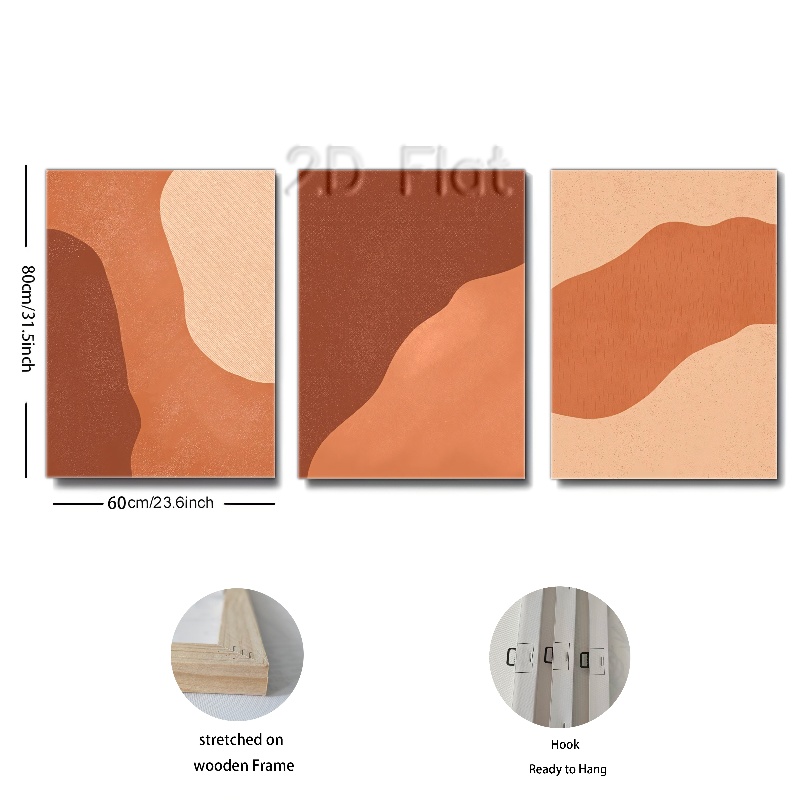 2D Flat
80cm/31.5inch
60cm/23.6inch
stretched on
wooden Frame
Hook
Ready to Hang